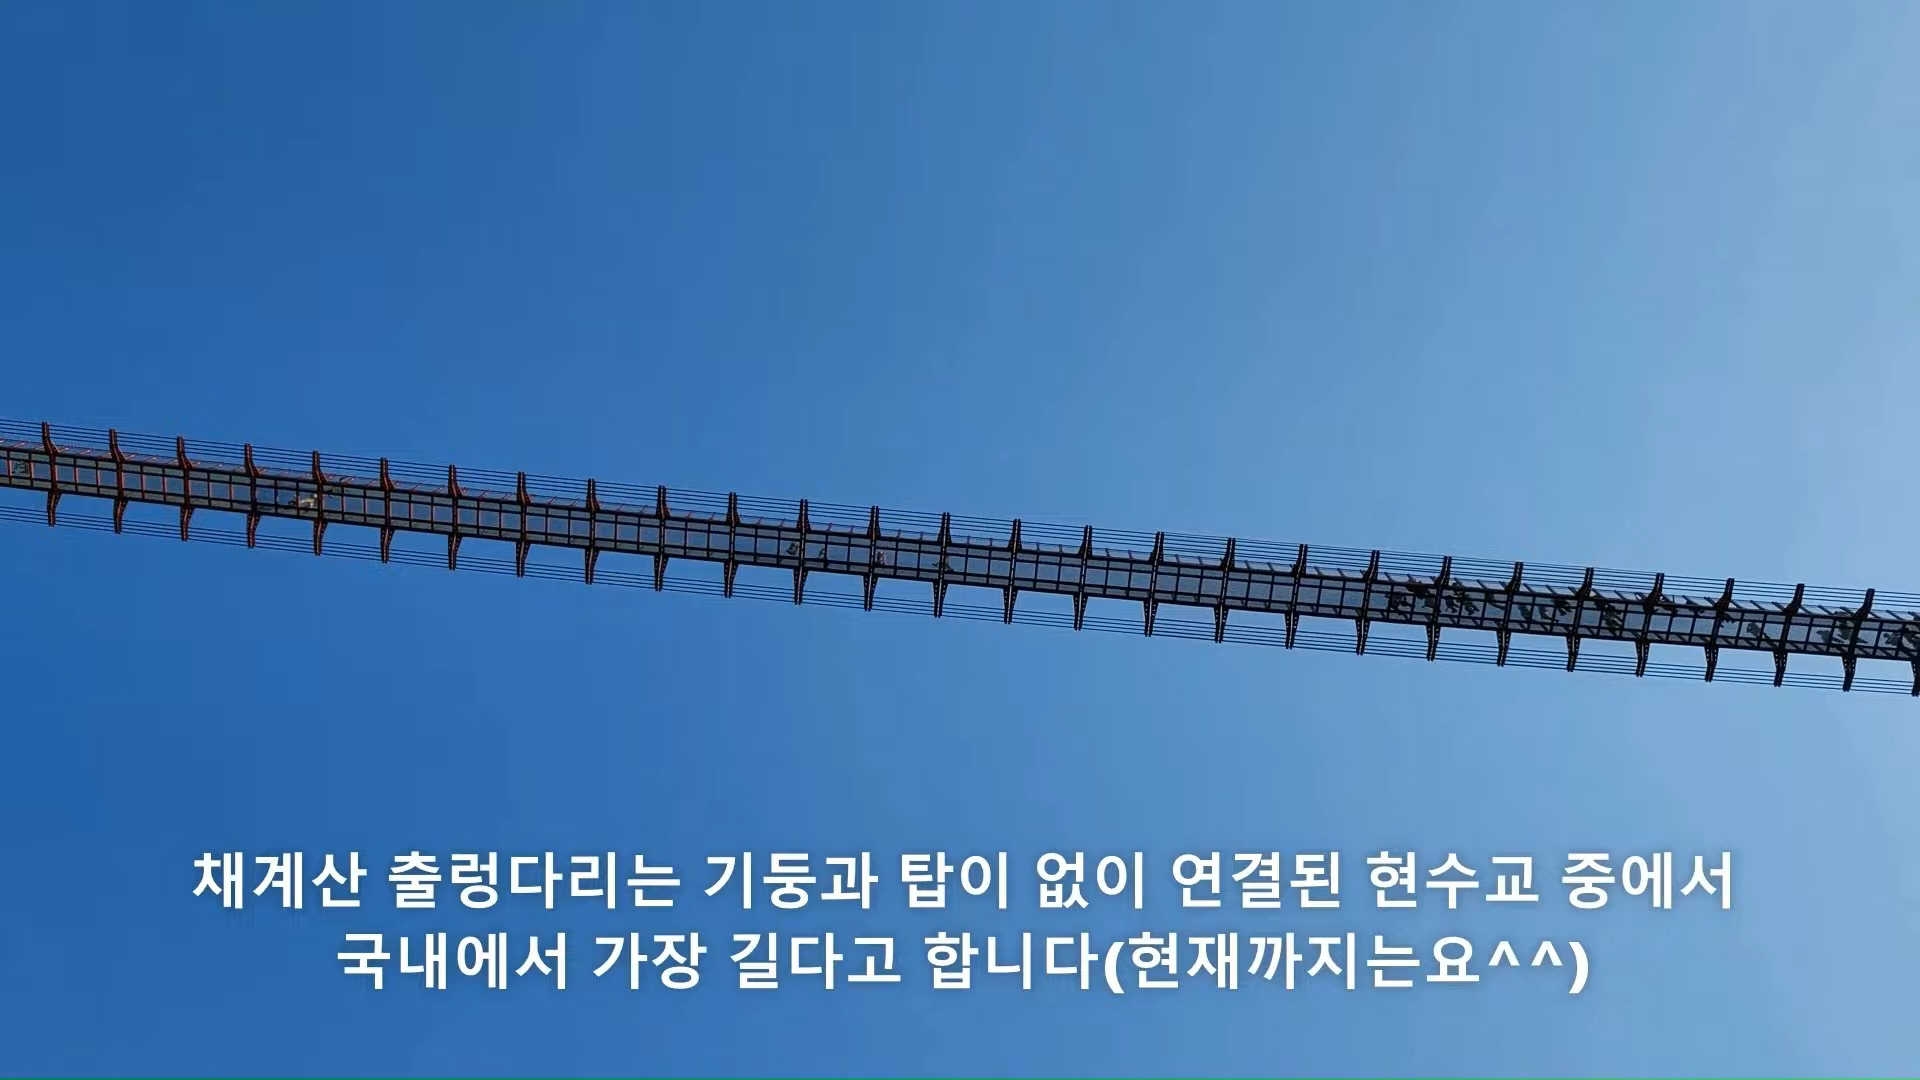 채계산 출렁다리는 기둥과 탑이 없이 연결된 현수교 중에서
국내에서 가장 길다고 합니다(현재까지는요^^)